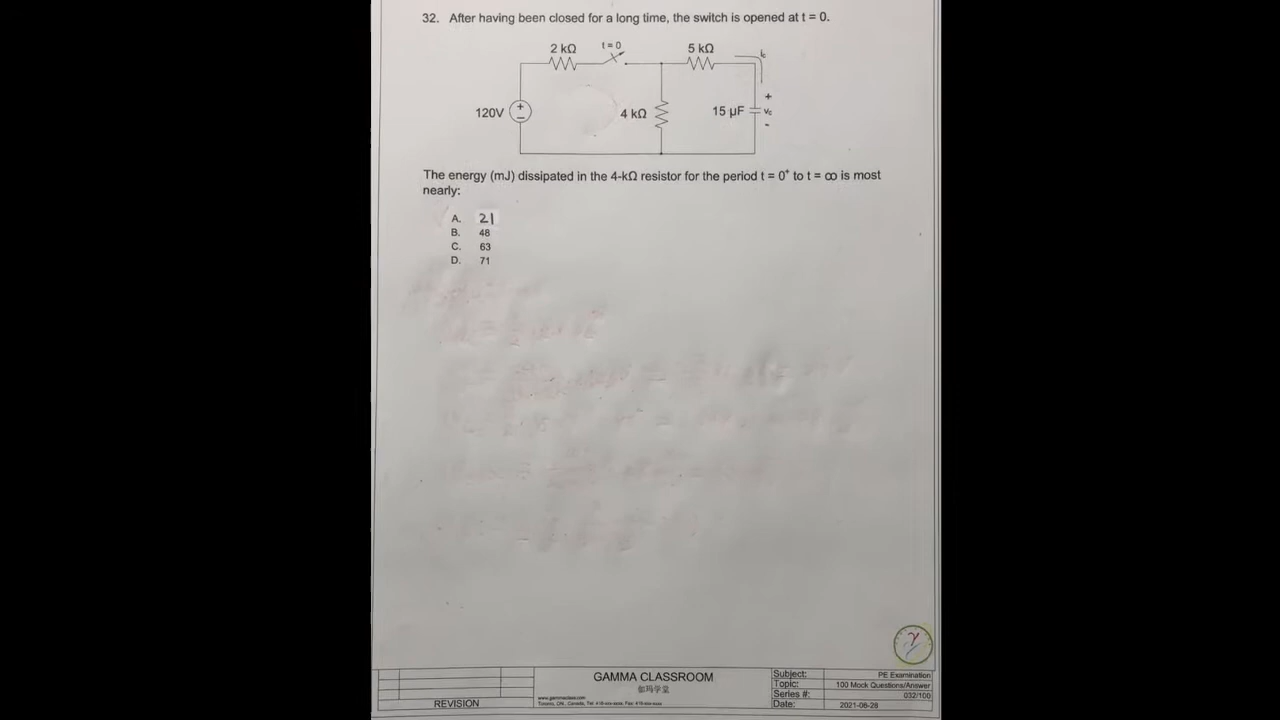 32. After having been closed for a long time, the switch is opened at t = 0.
2 kΩ
t = 0
5 kΩ
120V
+
−
4 kΩ
15 µF
+
-
The energy (mJ) dissipated in the 4-kΩ resistor for the period t = 0⁺ to t = ∞ is most
nearly:
A. 21
B. 48
C. 63
D. 71
GAMMA CLASSROOM
伽玛学堂
REVISION
www.gammaclass.com
Subject: PE Examination
Topic: 100 Mock Questions/Answer
Series #: 032/100
Date: 2021-06-28